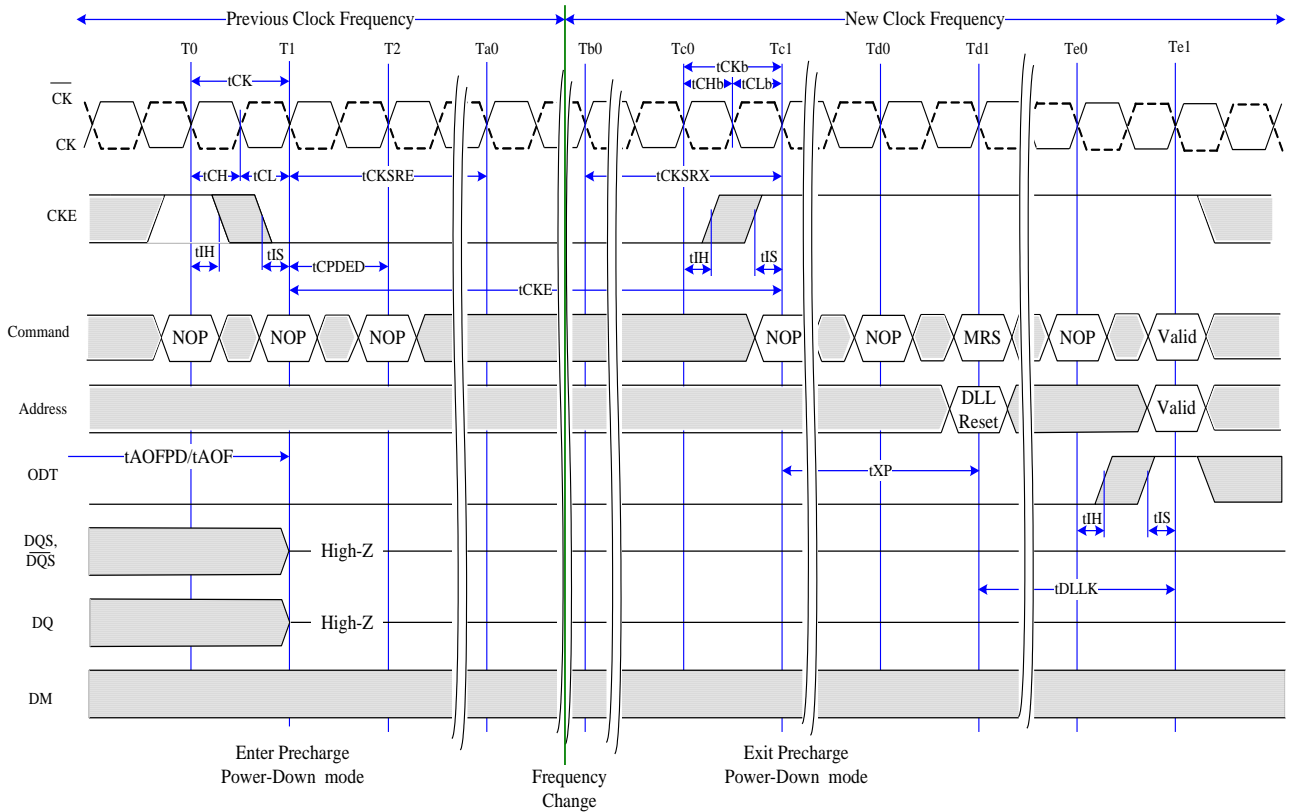 Previous Clock Frequency New Clock Frequency
T0 T1 T2 Ta0 Tb0 Tc0 Tc1 Td0 Td1 Te0 Te1
tCK tCKb
tCHb tCLb
CK
CK
tCH tCL tCKSRE tCKSRX
CKE
tIH tIS tCPDED tIH tIS
tCKE
Command NOP NOP NOP NOP NOP MRS NOP Valid
Address DLL Reset Valid
tAOFPD/tAOF
ODT tXP
tIH tIS
DQS,
DQS High-Z
tDLLK
DQ High-Z
DM
Enter Precharge
Power-Down mode
Frequency
Change
Exit Precharge
Power-Down mode